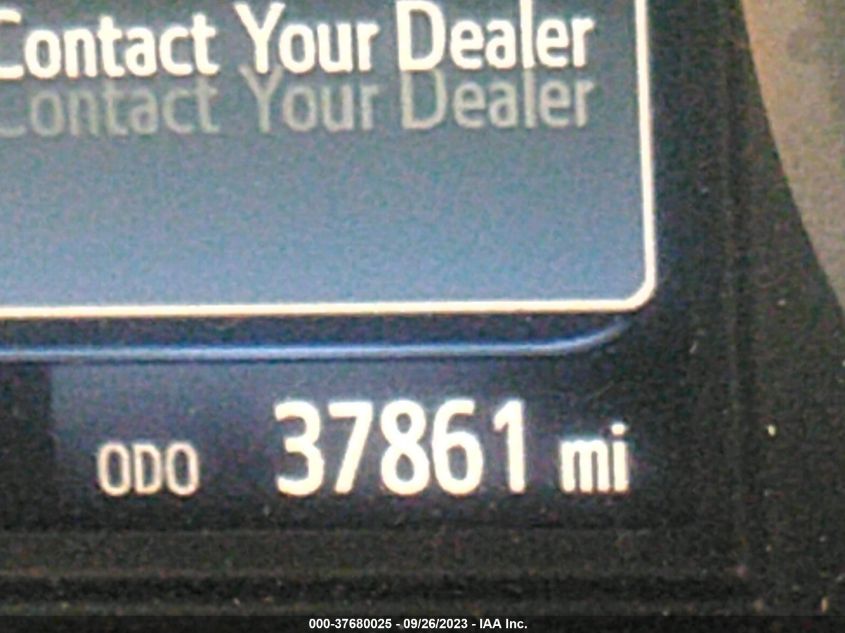 Contact Your Dealer
Contact Your Dealer
ODO 37861 mi
000-37680025 - 09/26/2023 - IAA Inc.